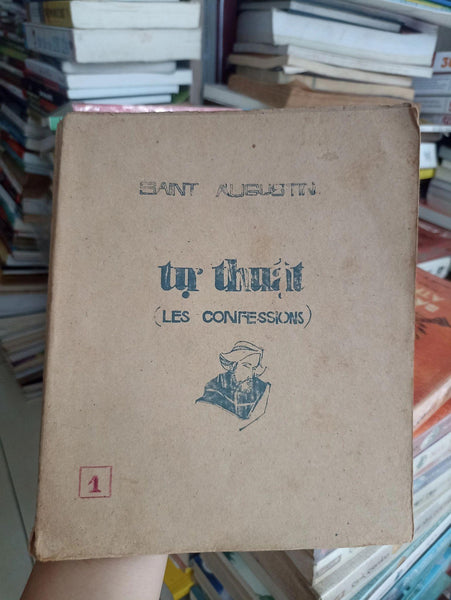 SAINT AUGUSTIN
tự thuật
(LES CONFESSIONS)
1